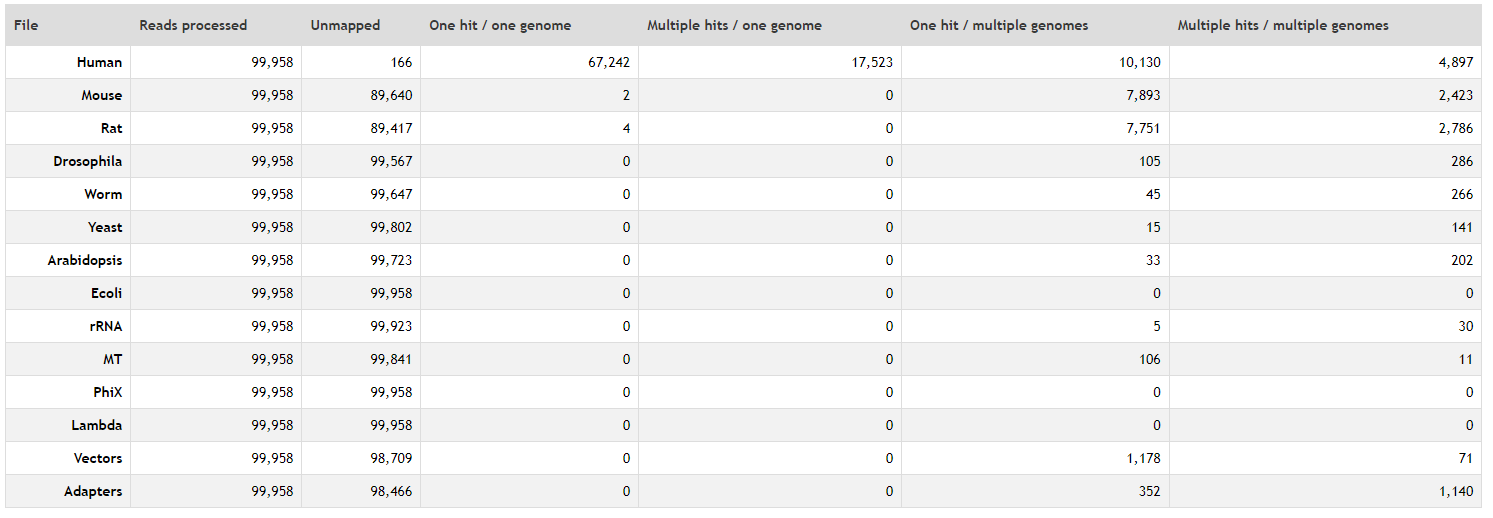 File Reads processed Unmapped One hit / one genome Multiple hits / one genome One hit / multiple genomes Multiple hits / multiple genomes
Human 99,958 166 67,242 17,523 10,130 4,897
Mouse 99,958 89,640 2 0 7,893 2,423
Rat 99,958 89,417 4 0 7,751 2,786
Drosophila 99,958 99,567 0 0 105 286
Worm 99,958 99,647 0 0 45 266
Yeast 99,958 99,802 0 0 15 141
Arabidopsis 99,958 99,723 0 0 33 202
Ecoli 99,958 99,958 0 0 0 0
rRNA 99,958 99,923 0 0 5 30
MT 99,958 99,841 0 0 106 11
PhiX 99,958 99,958 0 0 0 0
Lambda 99,958 99,958 0 0 0 0
Vectors 99,958 98,709 0 0 1,178 71
Adapters 99,958 98,466 0 0 352 1,140